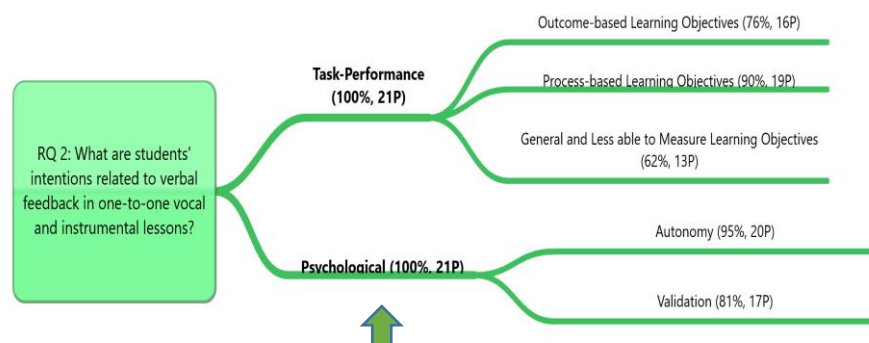 RQ 2: What are students'
intentions related to verbal
feedback in one-to-one vocal
and instrumental lessons?
Task-Performance
(100%, 21P)
Outcome-based Learning Objectives (76%, 16P)
Process-based Learning Objectives (90%, 19P)
General and Less able to Measure Learning Objectives
(62%, 13P)
Psychological (100%, 21P)
Autonomy (95%, 20P)
Validation (81%, 17P)